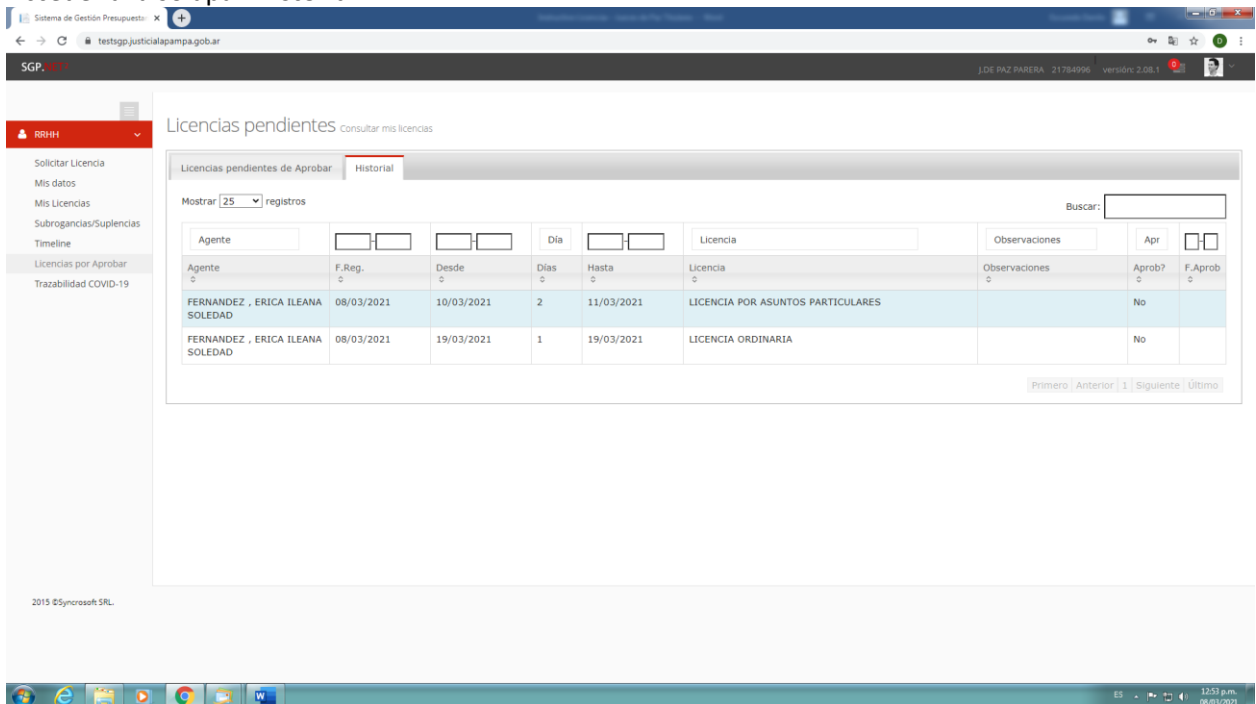 Sistema de Gestión Presupuesta
testsgp.justicialapampa.gob.ar
SGP.NET
J.DE PAZ PARERA 21784996 versión: 2.08.1 0
RRHH
Solicitar Licencia
Mis datos
Mis Licencias
Subrogancias/Suplencias
Timeline
Licencias por Aprobar
Trazabilidad COVID-19
Licencias pendientes Consultar mis licencias
Licencias pendientes de Aprobar Historial
Mostrar 25 registros
Buscar:
Agente - - Día - Licencia Observaciones Apr -
Agente F.Reg. Desde Días Hasta Licencia Observaciones Aprob? F.Aprob
FERNANDEZ , ERICA ILEANA SOLEDAD 08/03/2021 10/03/2021 2 11/03/2021 LICENCIA POR ASUNTOS PARTICULARES No
FERNANDEZ , ERICA ILEANA SOLEDAD 08/03/2021 19/03/2021 1 19/03/2021 LICENCIA ORDINARIA No
Primero Anterior 1 Siguiente Último
2015 ©Syncrosoft SRL.
ES 12:53 p.m.
08/03/2021